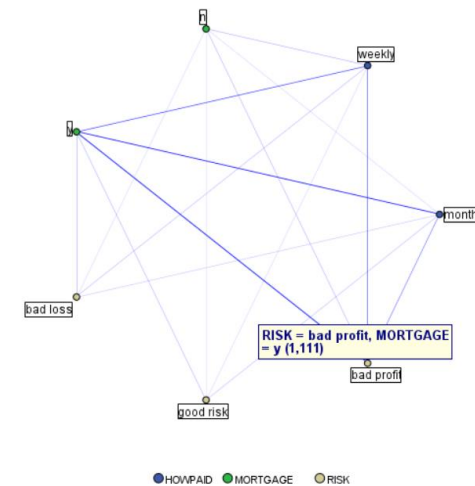 n
weekly
y
month
bad loss
RISK = bad profit, MORTGAGE
= y (1,111)
bad profit
good risk
HOWPAID MORTGAGE RISK